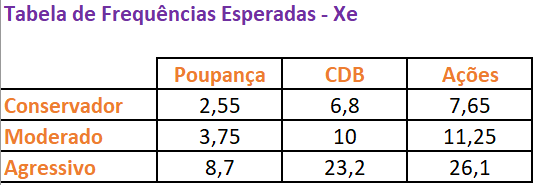 Tabela de Frequências Esperadas - Xe
Poupança CDB Ações
Conservador 2,55 6,8 7,65
Moderado 3,75 10 11,25
Agressivo 8,7 23,2 26,1